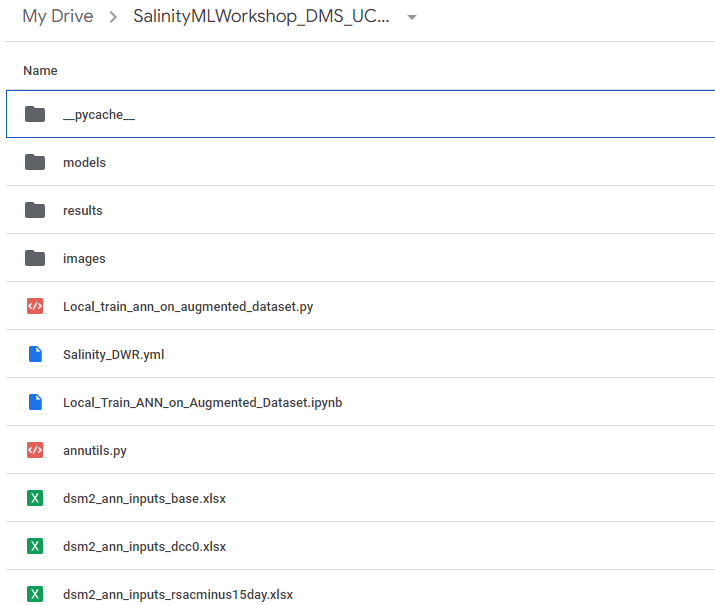 My Drive > SalinityMLWorkshop_DMS_UC...
Name
__pycache__
models
results
images
Local_train_ann_on_augmented_dataset.py
Salinity_DWR.yml
Local_Train_ANN_on_Augmented_Dataset.ipynb
annutils.py
dsm2_ann_inputs_base.xlsx
dsm2_ann_inputs_dcc0.xlsx
dsm2_ann_inputs_rsacminus15day.xlsx